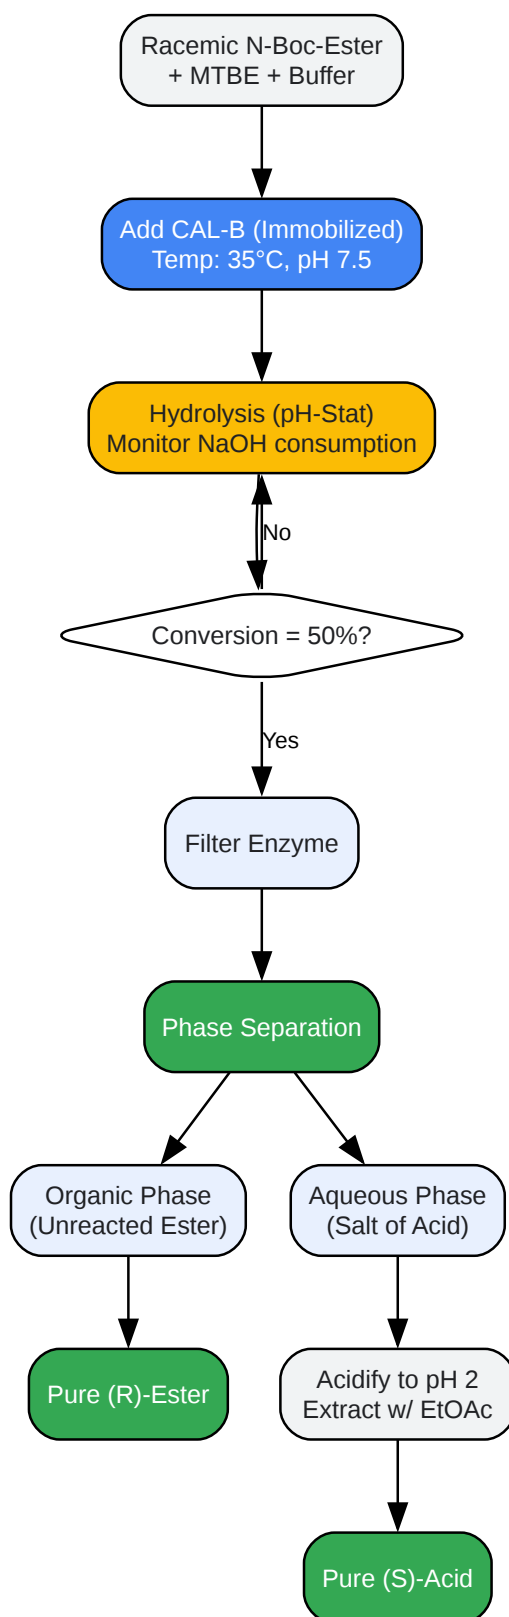 Racemic N-Boc-Ester
+ MTBE + Buffer
Add CAL-B (Immobilized)
Temp: 35°C, pH 7.5
Hydrolysis (pH-Stat)
Monitor NaOH consumption
No
Conversion = 50%?
Yes
Filter Enzyme
Phase Separation
Organic Phase
(Unreacted Ester)
Aqueous Phase
(Salt of Acid)
Pure (R)-Ester
Acidify to pH 2
Extract w/ EtOAc
Pure (S)-Acid